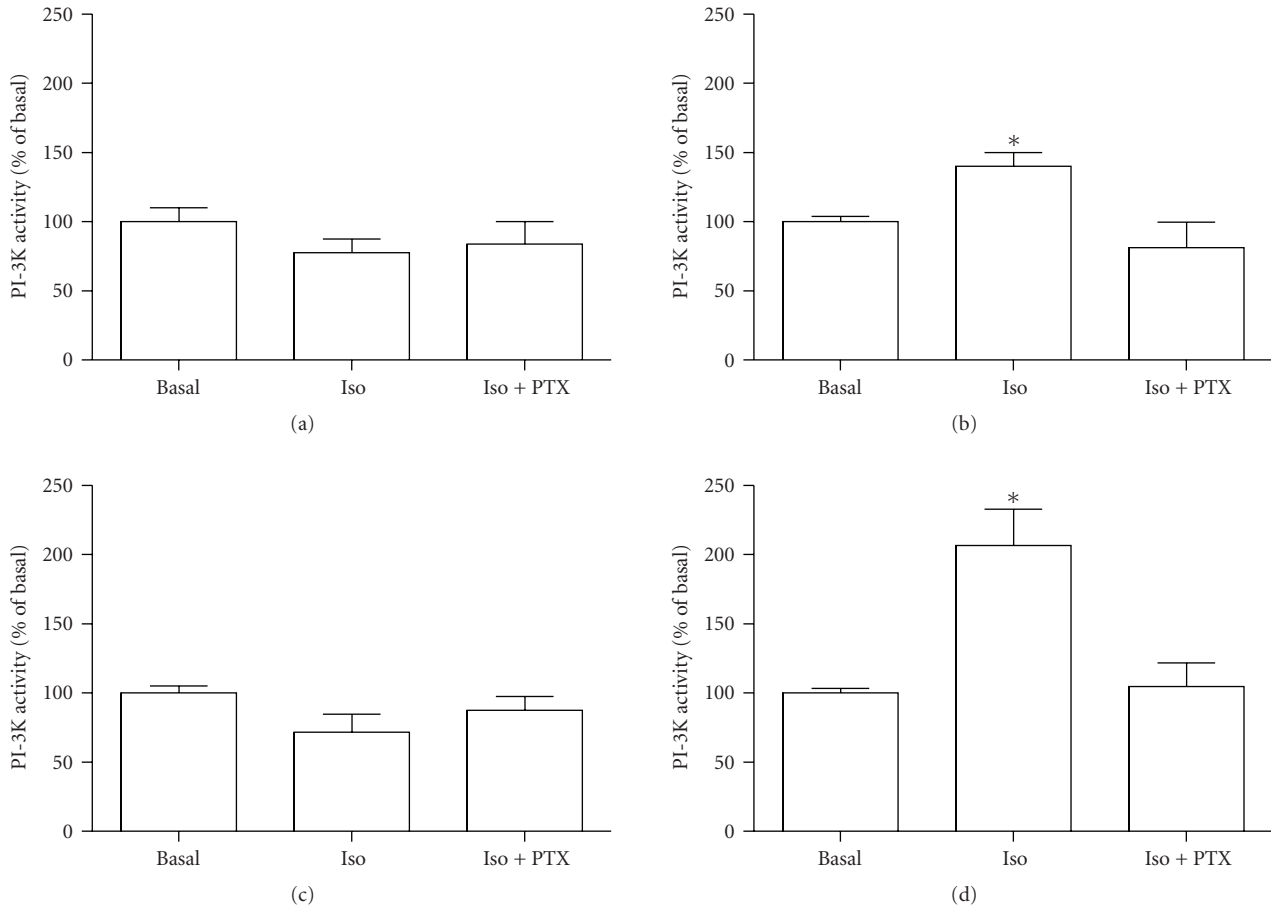 PI-3K activity (% of basal)
250
200
150
100
50
0
Basal
Iso
Iso + PTX
(a)
PI-3K activity (% of basal)
250
200
150
100
50
0
*
Basal
Iso
Iso + PTX
(b)
PI-3K activity (% of basal)
250
200
150
100
50
0
Basal
Iso
Iso + PTX
(c)
PI-3K activity (% of basal)
250
200
150
100
50
0
*
Basal
Iso
Iso + PTX
(d)